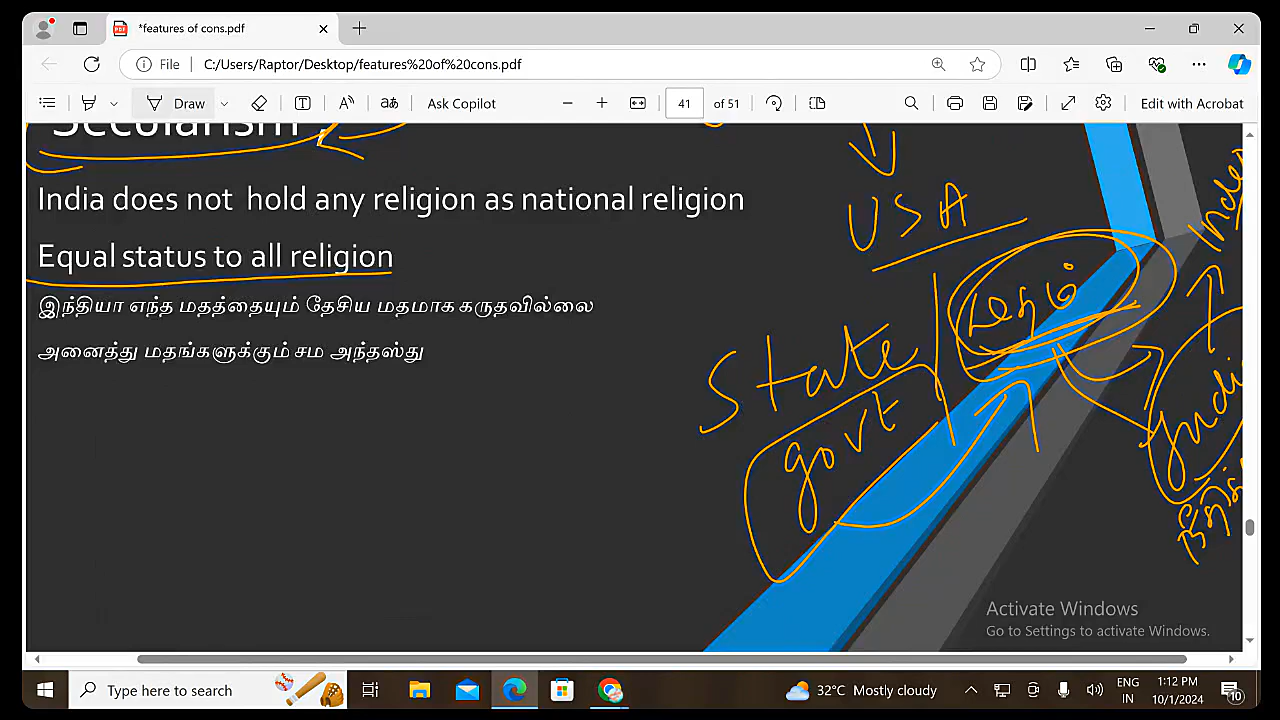 *features of cons.pdf
File
C:/Users/Raptor/Desktop/features%20of%20cons.pdf
Draw
Ask Copilot
41
of 51
Edit with Acrobat
Secularism
India does not hold any religion as national religion
Equal status to all religion
இந்தியா எந்த மதத்தையும் தேசிய மதமாக கருதவில்லை
அனைத்து மதங்களுக்கும் சம அந்தஸ்து
USA
State
govt
Activate Windows
Go to Settings to activate Windows.
Type here to search
32°C Mostly cloudy
ENG
IN
1:12 PM
10/1/2024
10